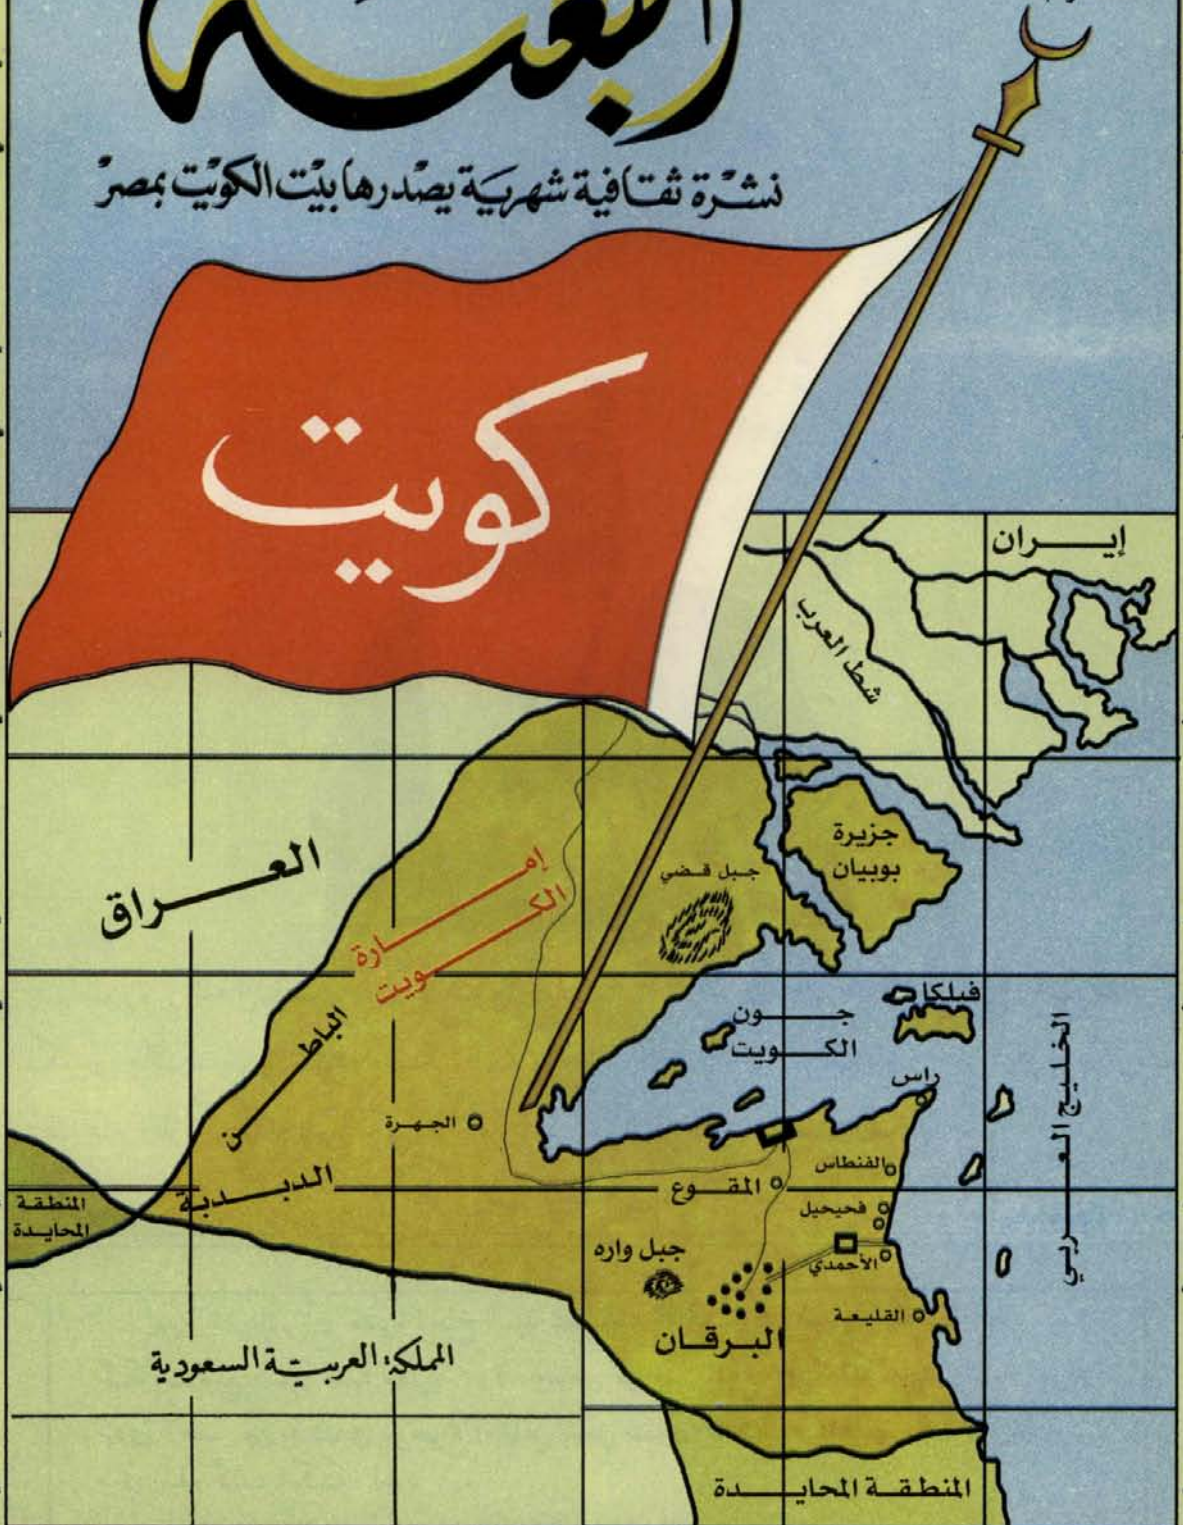 البعثة
نشرة ثقافية شهرية يصدرها بيت الكويت بمصر
كويت
إيران
شط العرب
جزيرة
بوبيان
جبل قضي
العراق
إمارة
الكويت
الباطن
فيلكا
جون
الكويت
راس
الخليج العربي
الجهرة
الفنطاس
الدبدبة
المقوع
المنطقة
المحايدة
فحيحيل
جبل واره
الأحمدي
القليعة
البرقان
المملكة العربية السعودية
المنطقة المحايدة